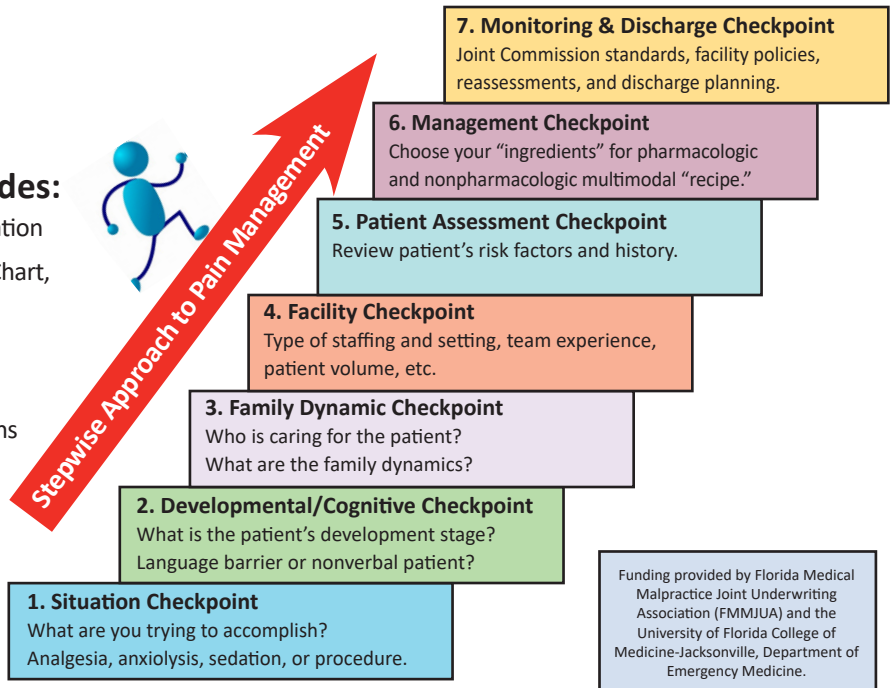 7. Monitoring & Discharge Checkpoint
Joint Commission standards, facility policies,
reassessments, and discharge planning.
6. Management Checkpoint
Choose your “ingredients” for pharmacologic
and nonpharmacologic multimodal “recipe.”
5. Patient Assessment Checkpoint
Review patient’s risk factors and history.
4. Facility Checkpoint
Type of staffing and setting, team experience,
patient volume, etc.
3. Family Dynamic Checkpoint
Who is caring for the patient?
What are the family dynamics?
2. Developmental/Cognitive Checkpoint
What is the patient’s development stage?
Language barrier or nonverbal patient?
1. Situation Checkpoint
What are you trying to accomplish?
Analgesia, anxiolysis, sedation, or procedure.
Stepwise Approach to Pain Management
des:
tion
Chart,
ns
Funding provided by Florida Medical
Malpractice Joint Underwriting
Association (FMMJUA) and the
University of Florida College of
Medicine-Jacksonville, Department of
Emergency Medicine.